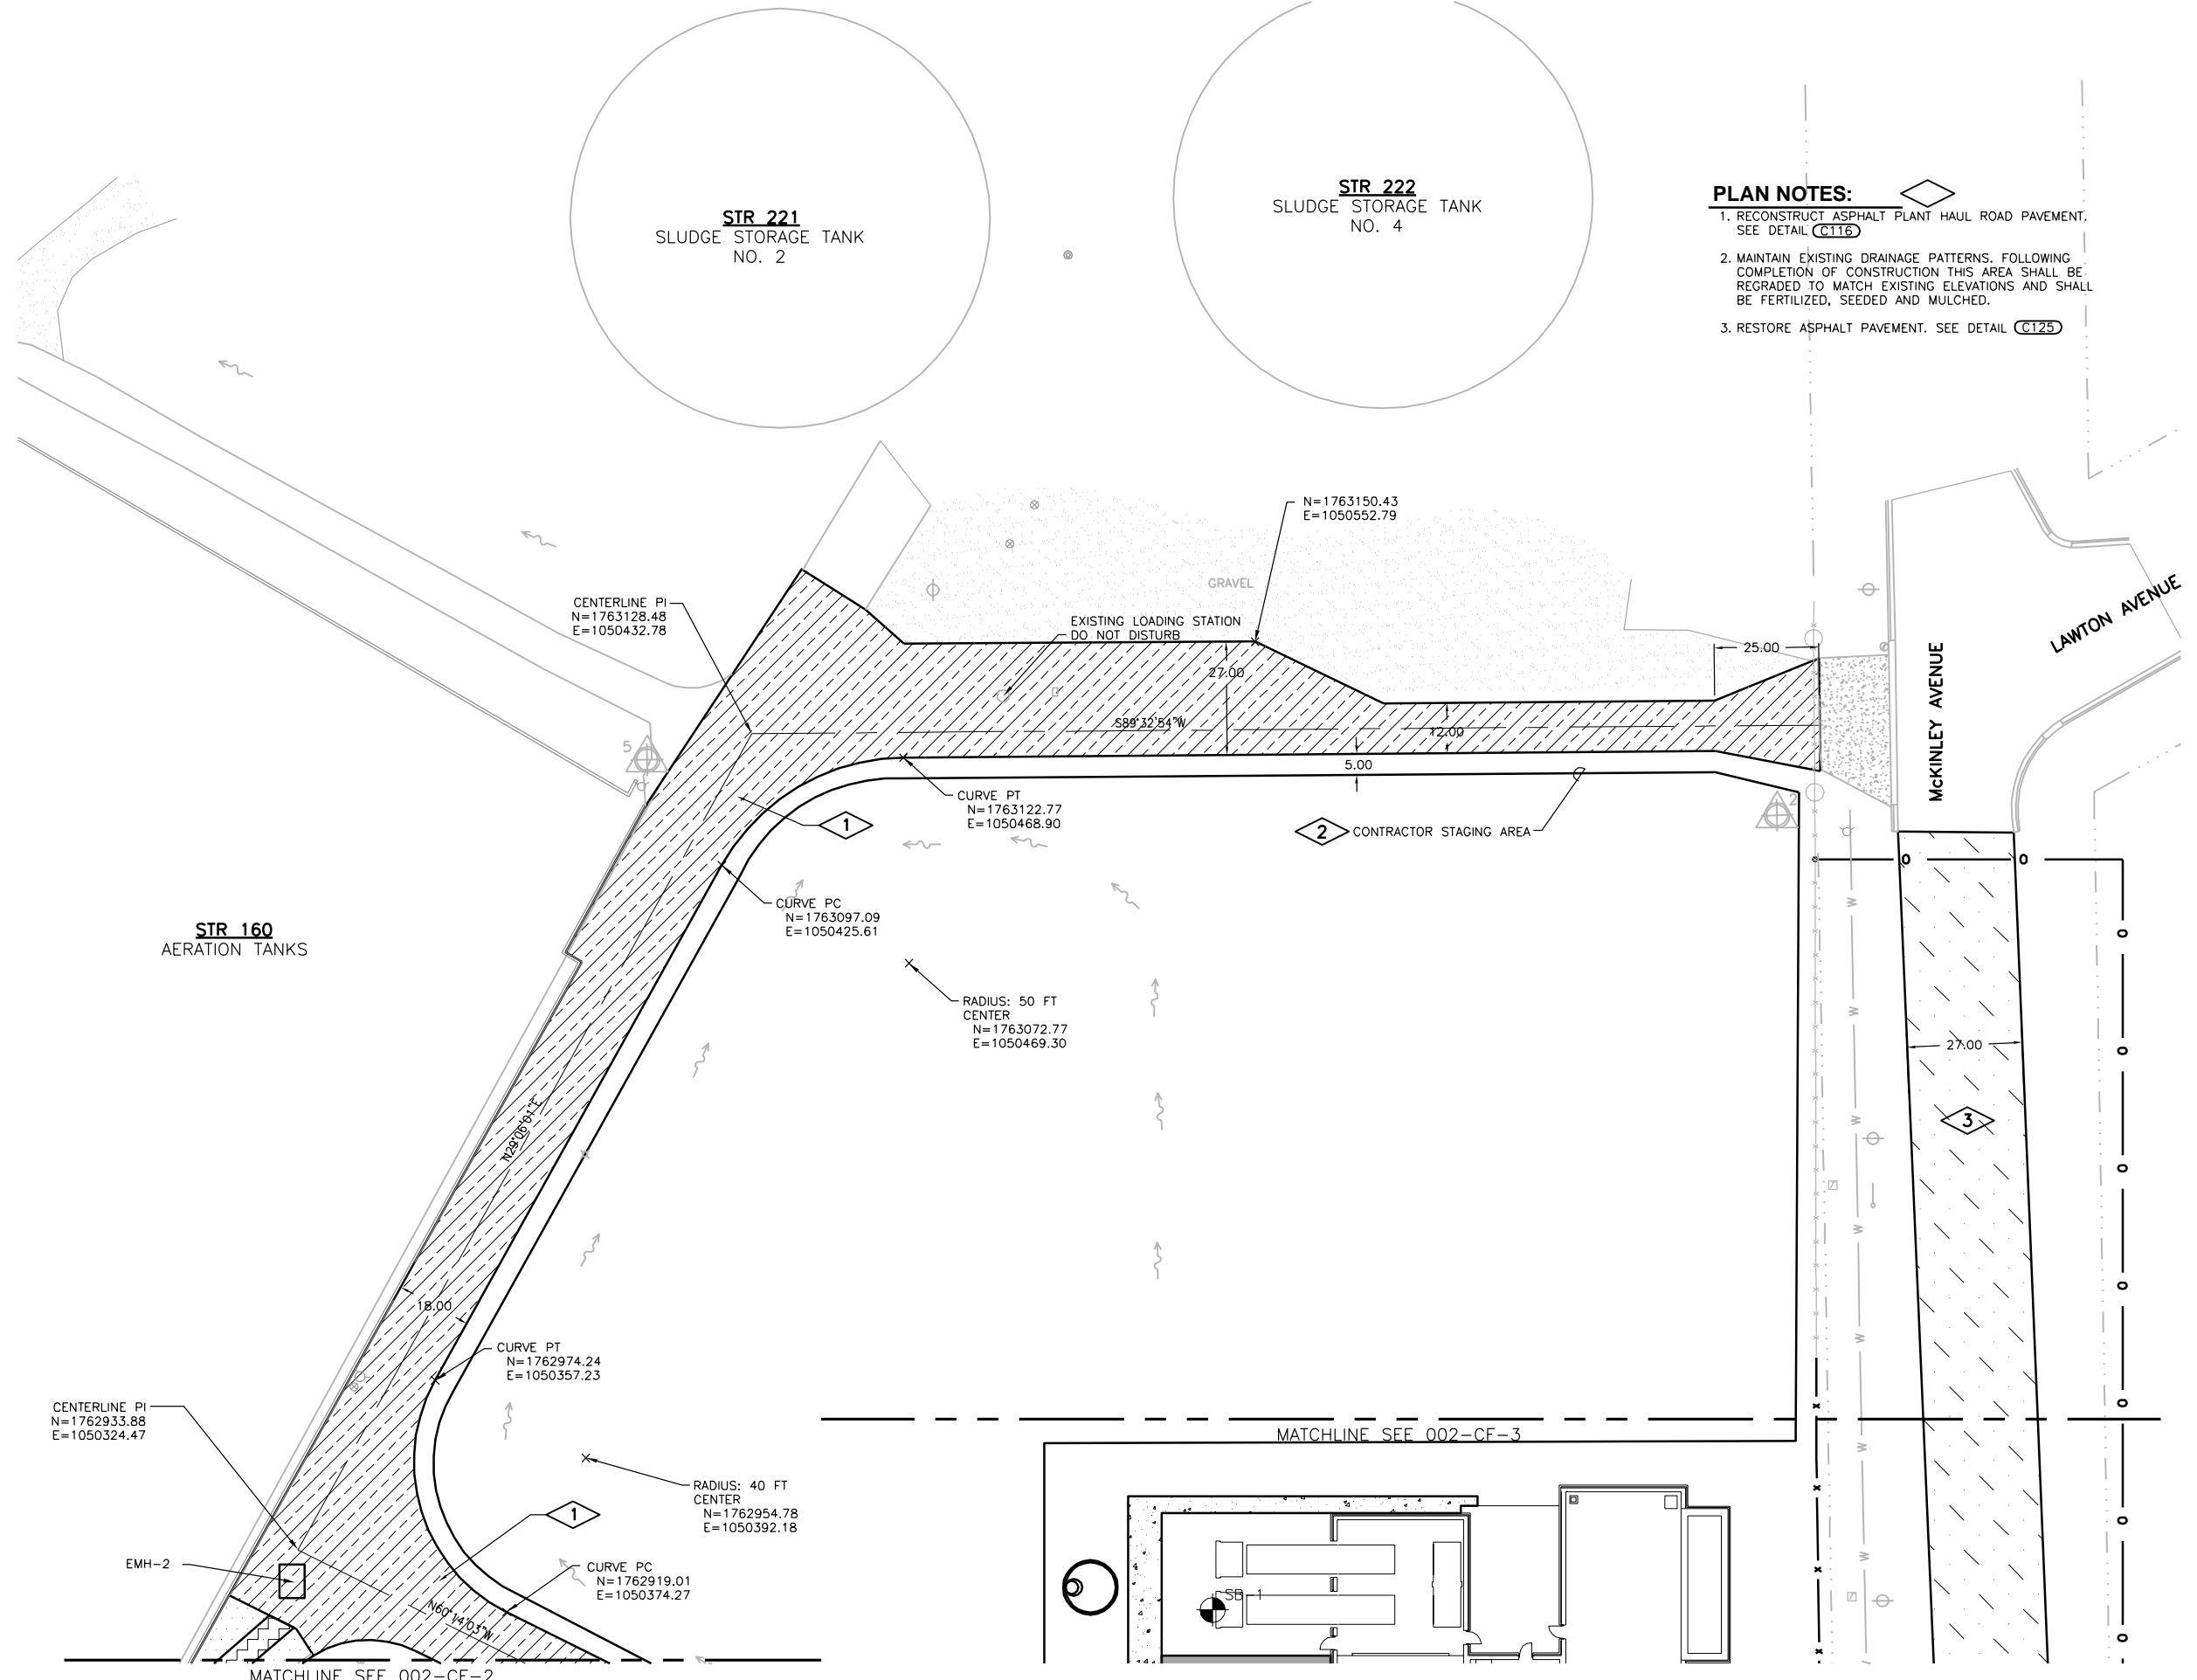 STR 221
SLUDGE STORAGE TANK
NO. 2
STR 222
SLUDGE STORAGE TANK
NO. 4
PLAN NOTES:
1. RECONSTRUCT ASPHALT PLANT HAUL ROAD PAVEMENT,
SEE DETAIL C116
2. MAINTAIN EXISTING DRAINAGE PATTERNS. FOLLOWING
COMPLETION OF CONSTRUCTION THIS AREA SHALL BE
REGRADED TO MATCH EXISTING ELEVATIONS AND SHALL
BE FERTILIZED, SEEDED AND MULCHED.
3. RESTORE ASPHALT PAVEMENT. SEE DETAIL C125
N=1763150.43
E=1050552.79
GRAVEL
CENTERLINE PI
N=1763128.48
E=1050432.78
EXISTING LOADING STATION
DO NOT DISTURB
27.00
25.00
S89°32'54"W
12.00
5.00
McKINLEY AVENUE
LAWTON AVENUE
5
2
CURVE PT
N=1763122.77
E=1050468.90
1
2 CONTRACTOR STAGING AREA
CURVE PC
N=1763097.09
E=1050425.61
STR 160
AERATION TANKS
RADIUS: 50 FT
CENTER
N=1763072.77
E=1050469.30
O
O
O
O
O
O
O
O
O
W
W
W
W
W
W
W
W
27.00
3
N29°06'01"E
18.00
CURVE PT
N=1762974.24
E=1050357.23
CENTERLINE PI
N=1762933.88
E=1050324.47
MATCHLINE SEE 002-CF-3
RADIUS: 40 FT
CENTER
N=1762954.78
E=1050392.18
1
EMH-2
CURVE PC
N=1762919.01
E=1050374.27
N60°14'03"W
SB-1
MATCHLINE SEE 002-CF-2